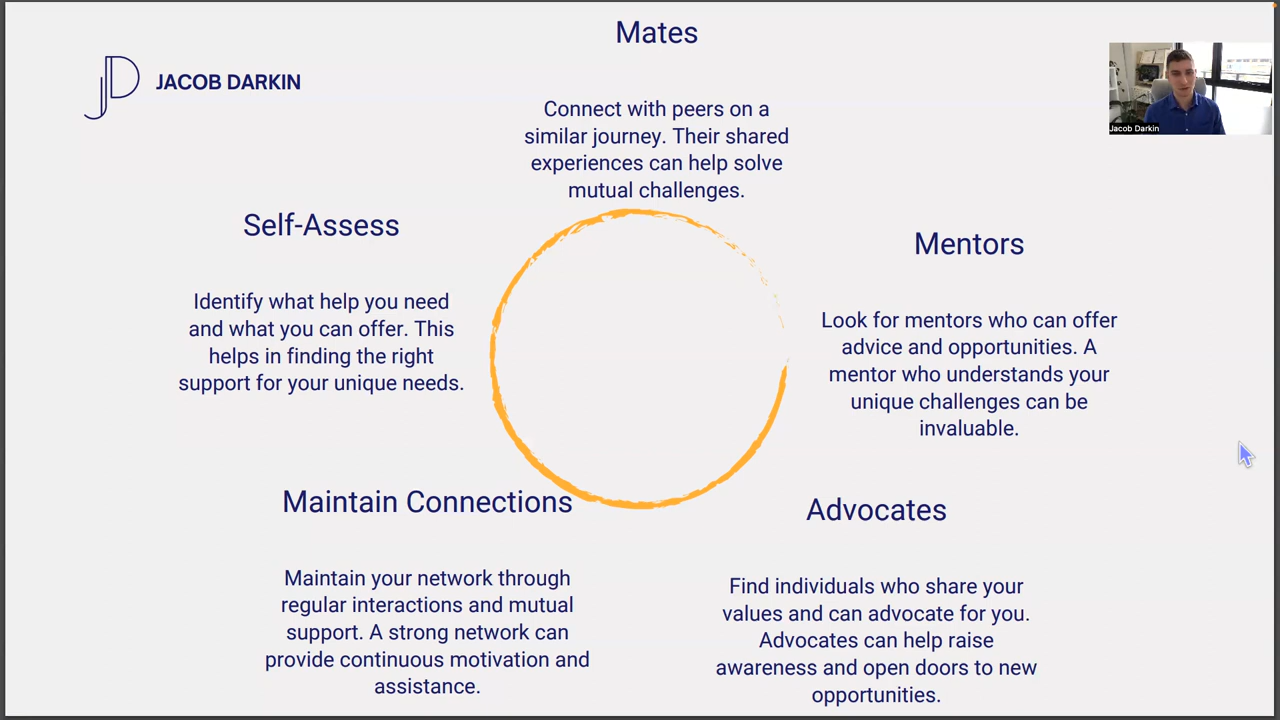 Mates
JACOB DARKIN
Connect with peers on a
similar journey. Their shared
experiences can help solve
mutual challenges.
Jacob Darkin
Self-Assess
Identify what help you need
and what you can offer. This
helps in finding the right
support for your unique needs.
Mentors
Look for mentors who can offer
advice and opportunities. A
mentor who understands your
unique challenges can be
invaluable.
Maintain Connections
Maintain your network through
regular interactions and mutual
support. A strong network can
provide continuous motivation and
assistance.
Advocates
Find individuals who share your
values and can advocate for you.
Advocates can help raise
awareness and open doors to new
opportunities.